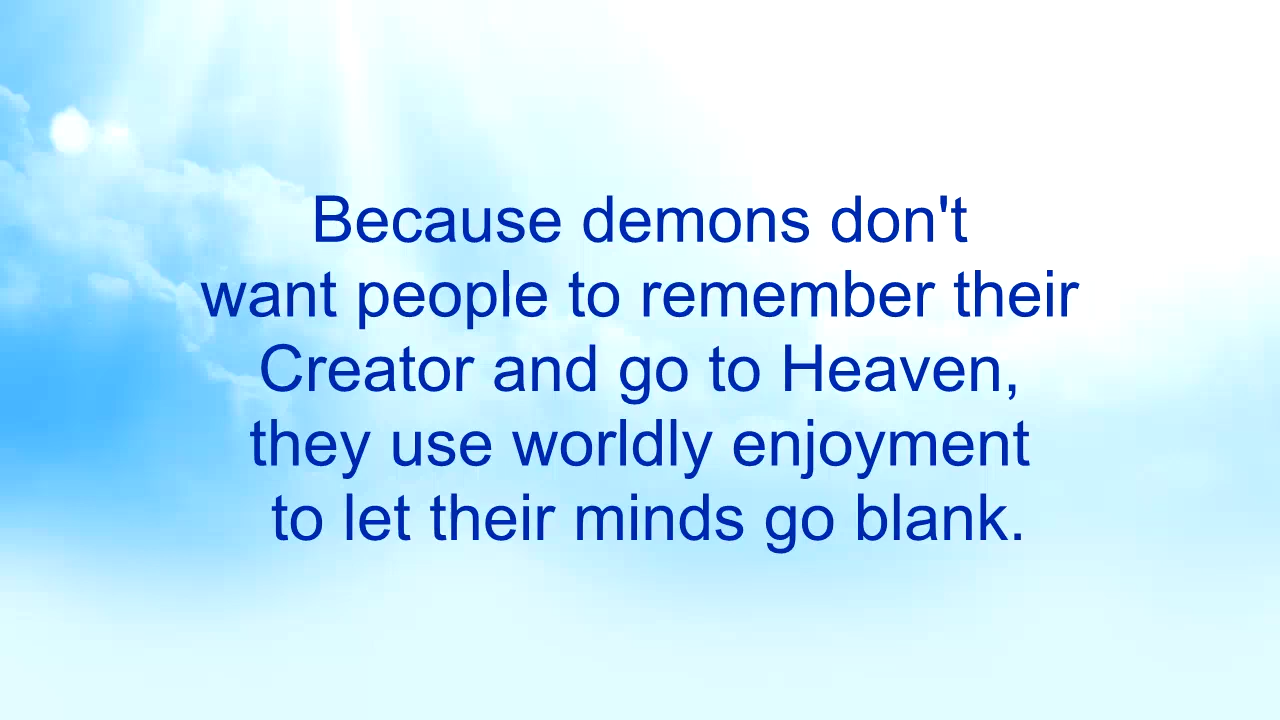 Because demons don't
want people to remember their
Creator and go to Heaven,
they use worldly enjoyment
to let their minds go blank.